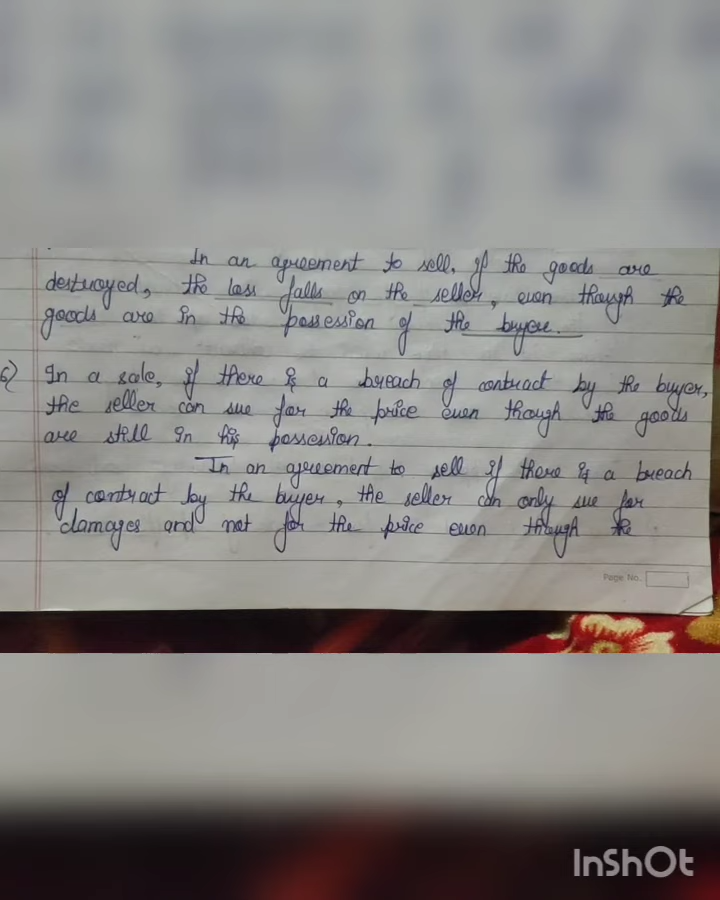 In an agreement to sell, if the goods are
destroyed, the loss falls on the seller, even though the
goods are in the possession of the buyer.
6) In a sale, if there is a breach of contract by the buyer,
the seller can sue for the price even though the goods
are still in his possession.
In an agreement to sell if there is a breach
of contract by the buyer, the seller can only sue for
damages and not for the price even though the
Page No.
InShOt